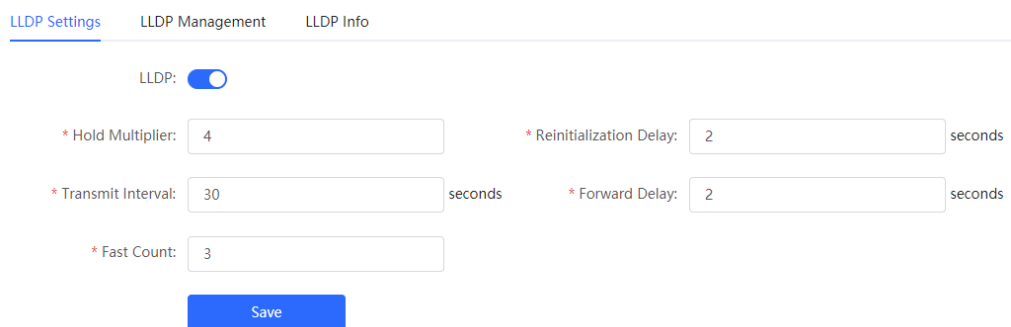 LLDP Settings LLDP Management LLDP Info
LLDP:
* Hold Multiplier: 4 * Reinitialization Delay: 2 seconds
* Transmit Interval: 30 seconds * Forward Delay: 2 seconds
* Fast Count: 3
Save